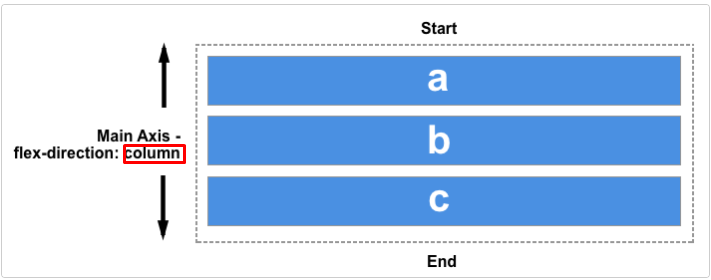 Start
a
Main Axis -
flex-direction: column
b
c
End